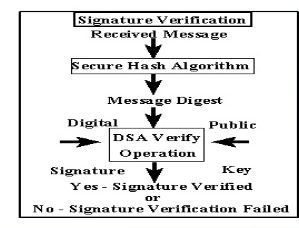 Signature Verification
Received Message
Secure Hash Algorithm
Message Digest
Digital
Public
DSA Verify
Operation
Signature
Key
Yes - Signature Verified
or
No - Signature Verification Failed